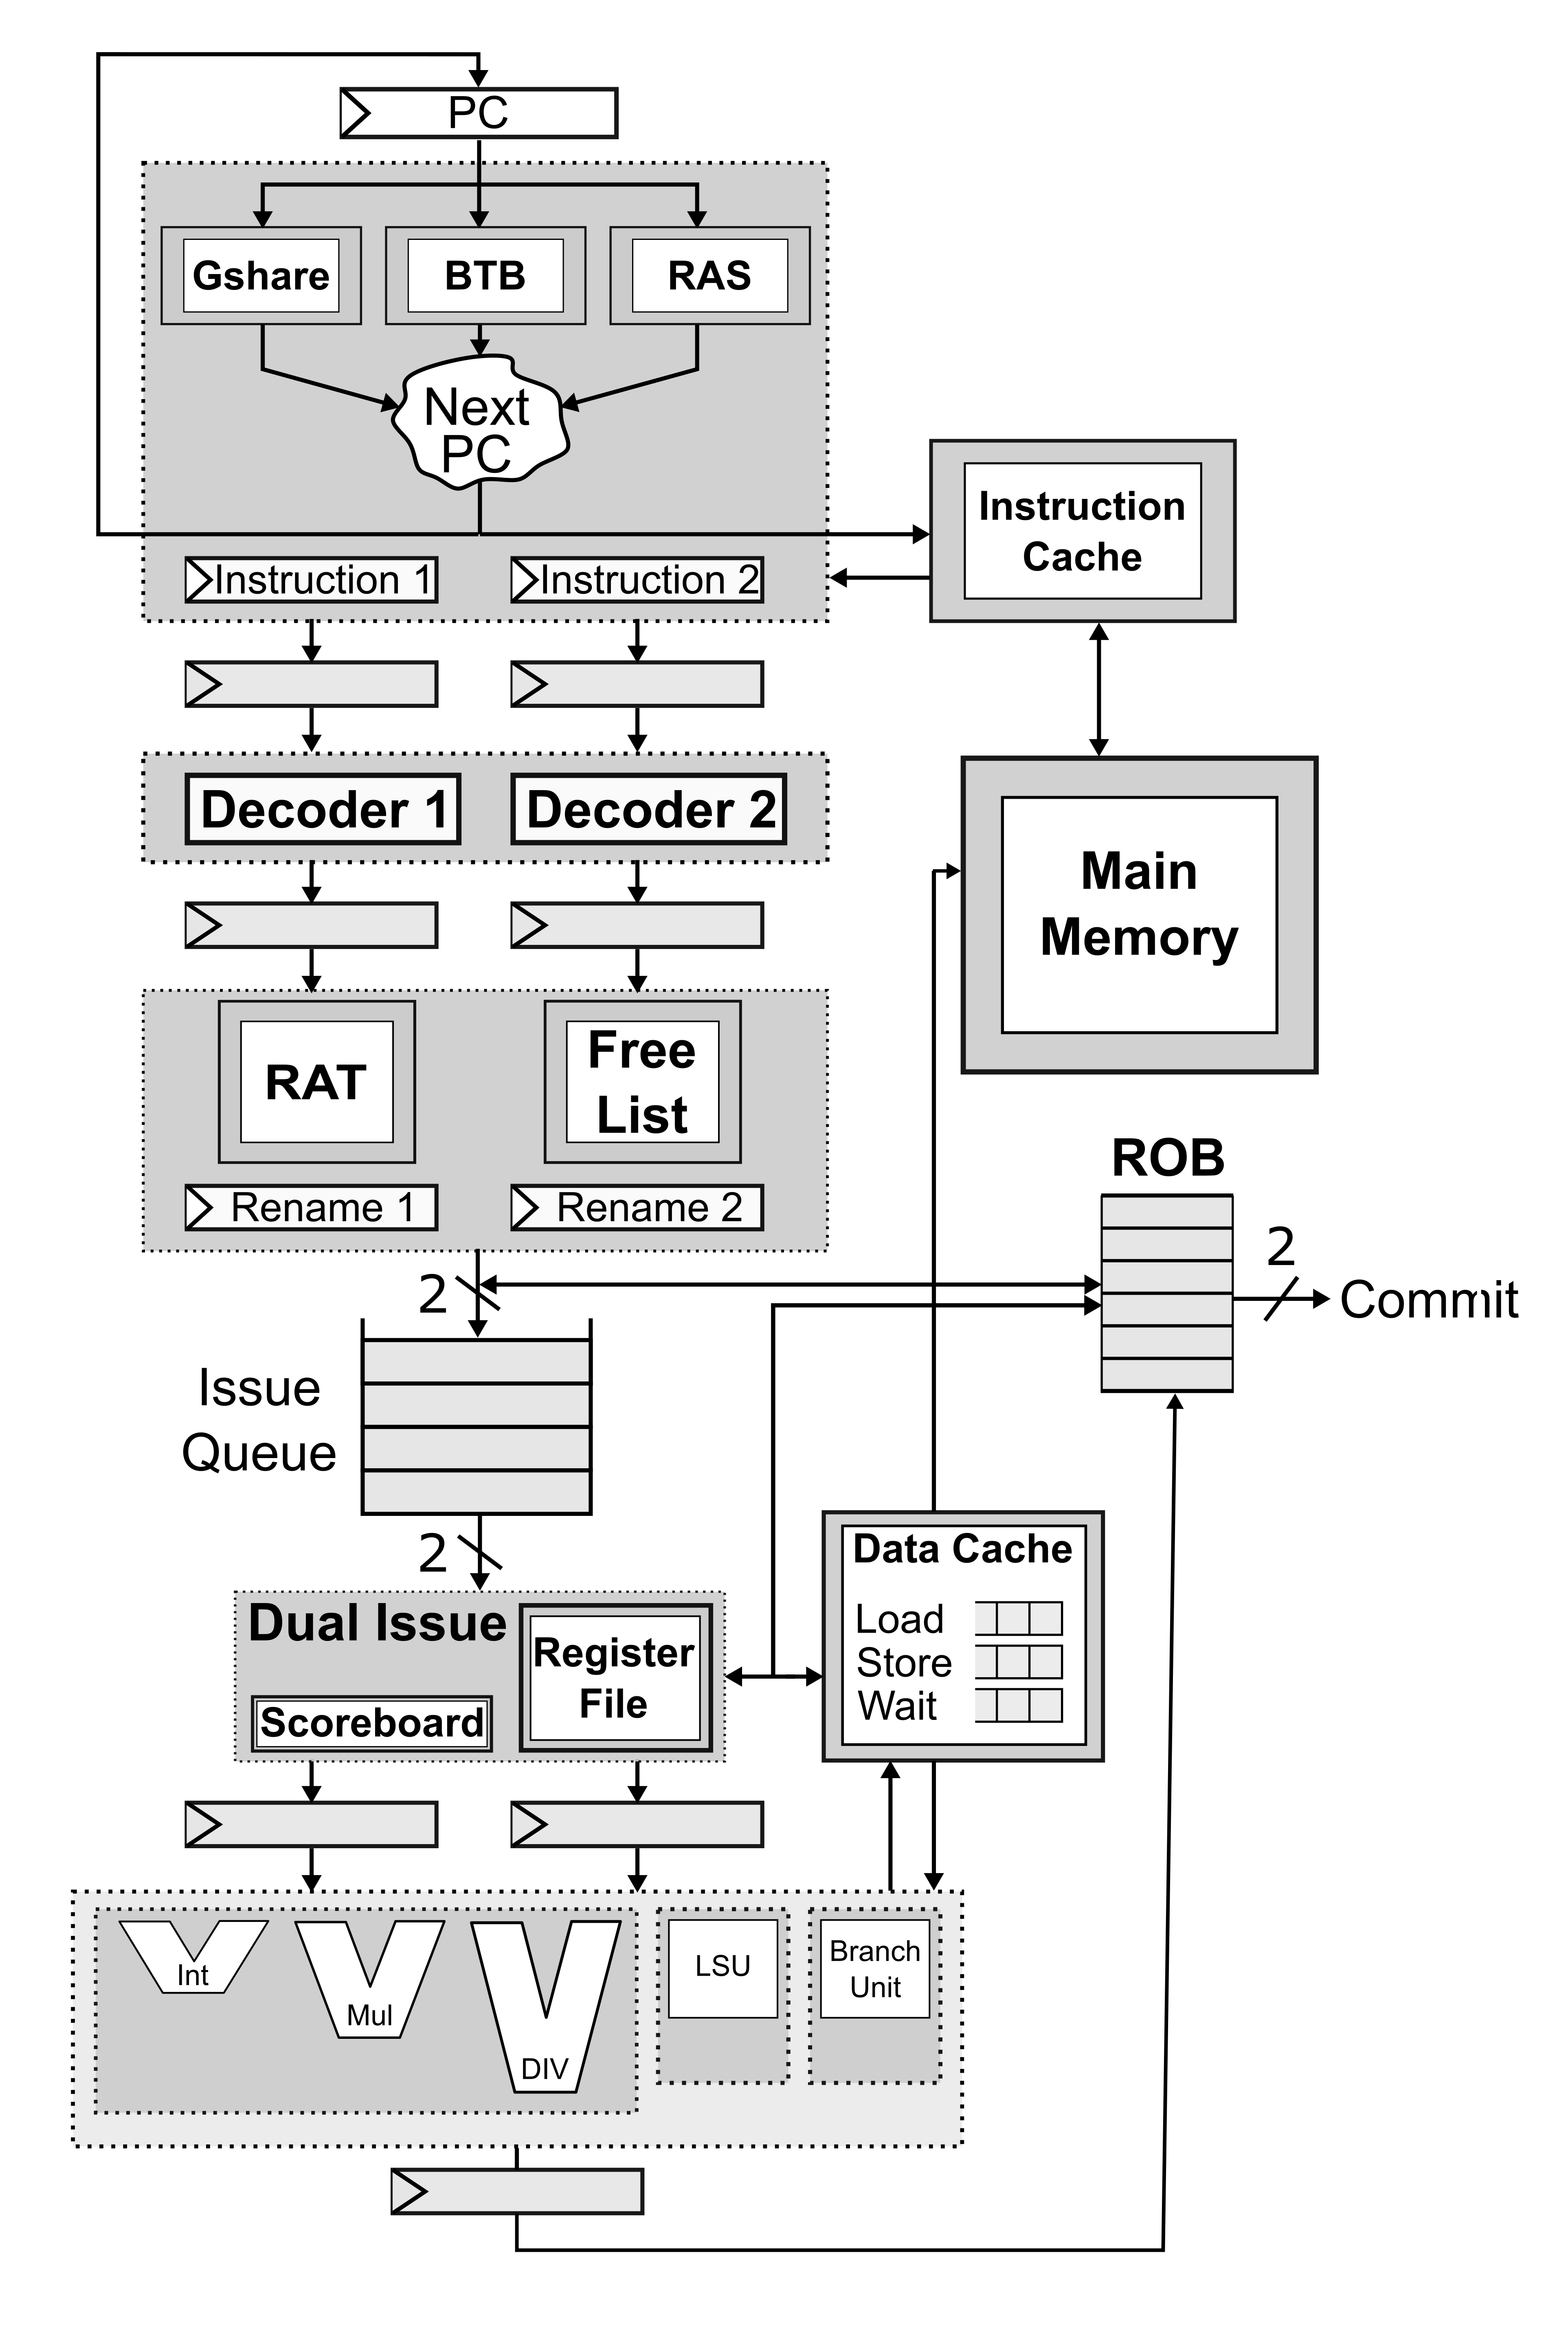 PC
Gshare
BTB
RAS
Next
PC
Instruction
Cache
Instruction 1
Instruction 2
Decoder 1
Decoder 2
Main
Memory
RAT
Free
List
Rename 1
Rename 2
ROB
2
2
Commit
Issue
Queue
2
Data Cache
Load
Store
Wait
Dual Issue
Register
File
Scoreboard
Int
Mul
DIV
LSU
Branch
Unit